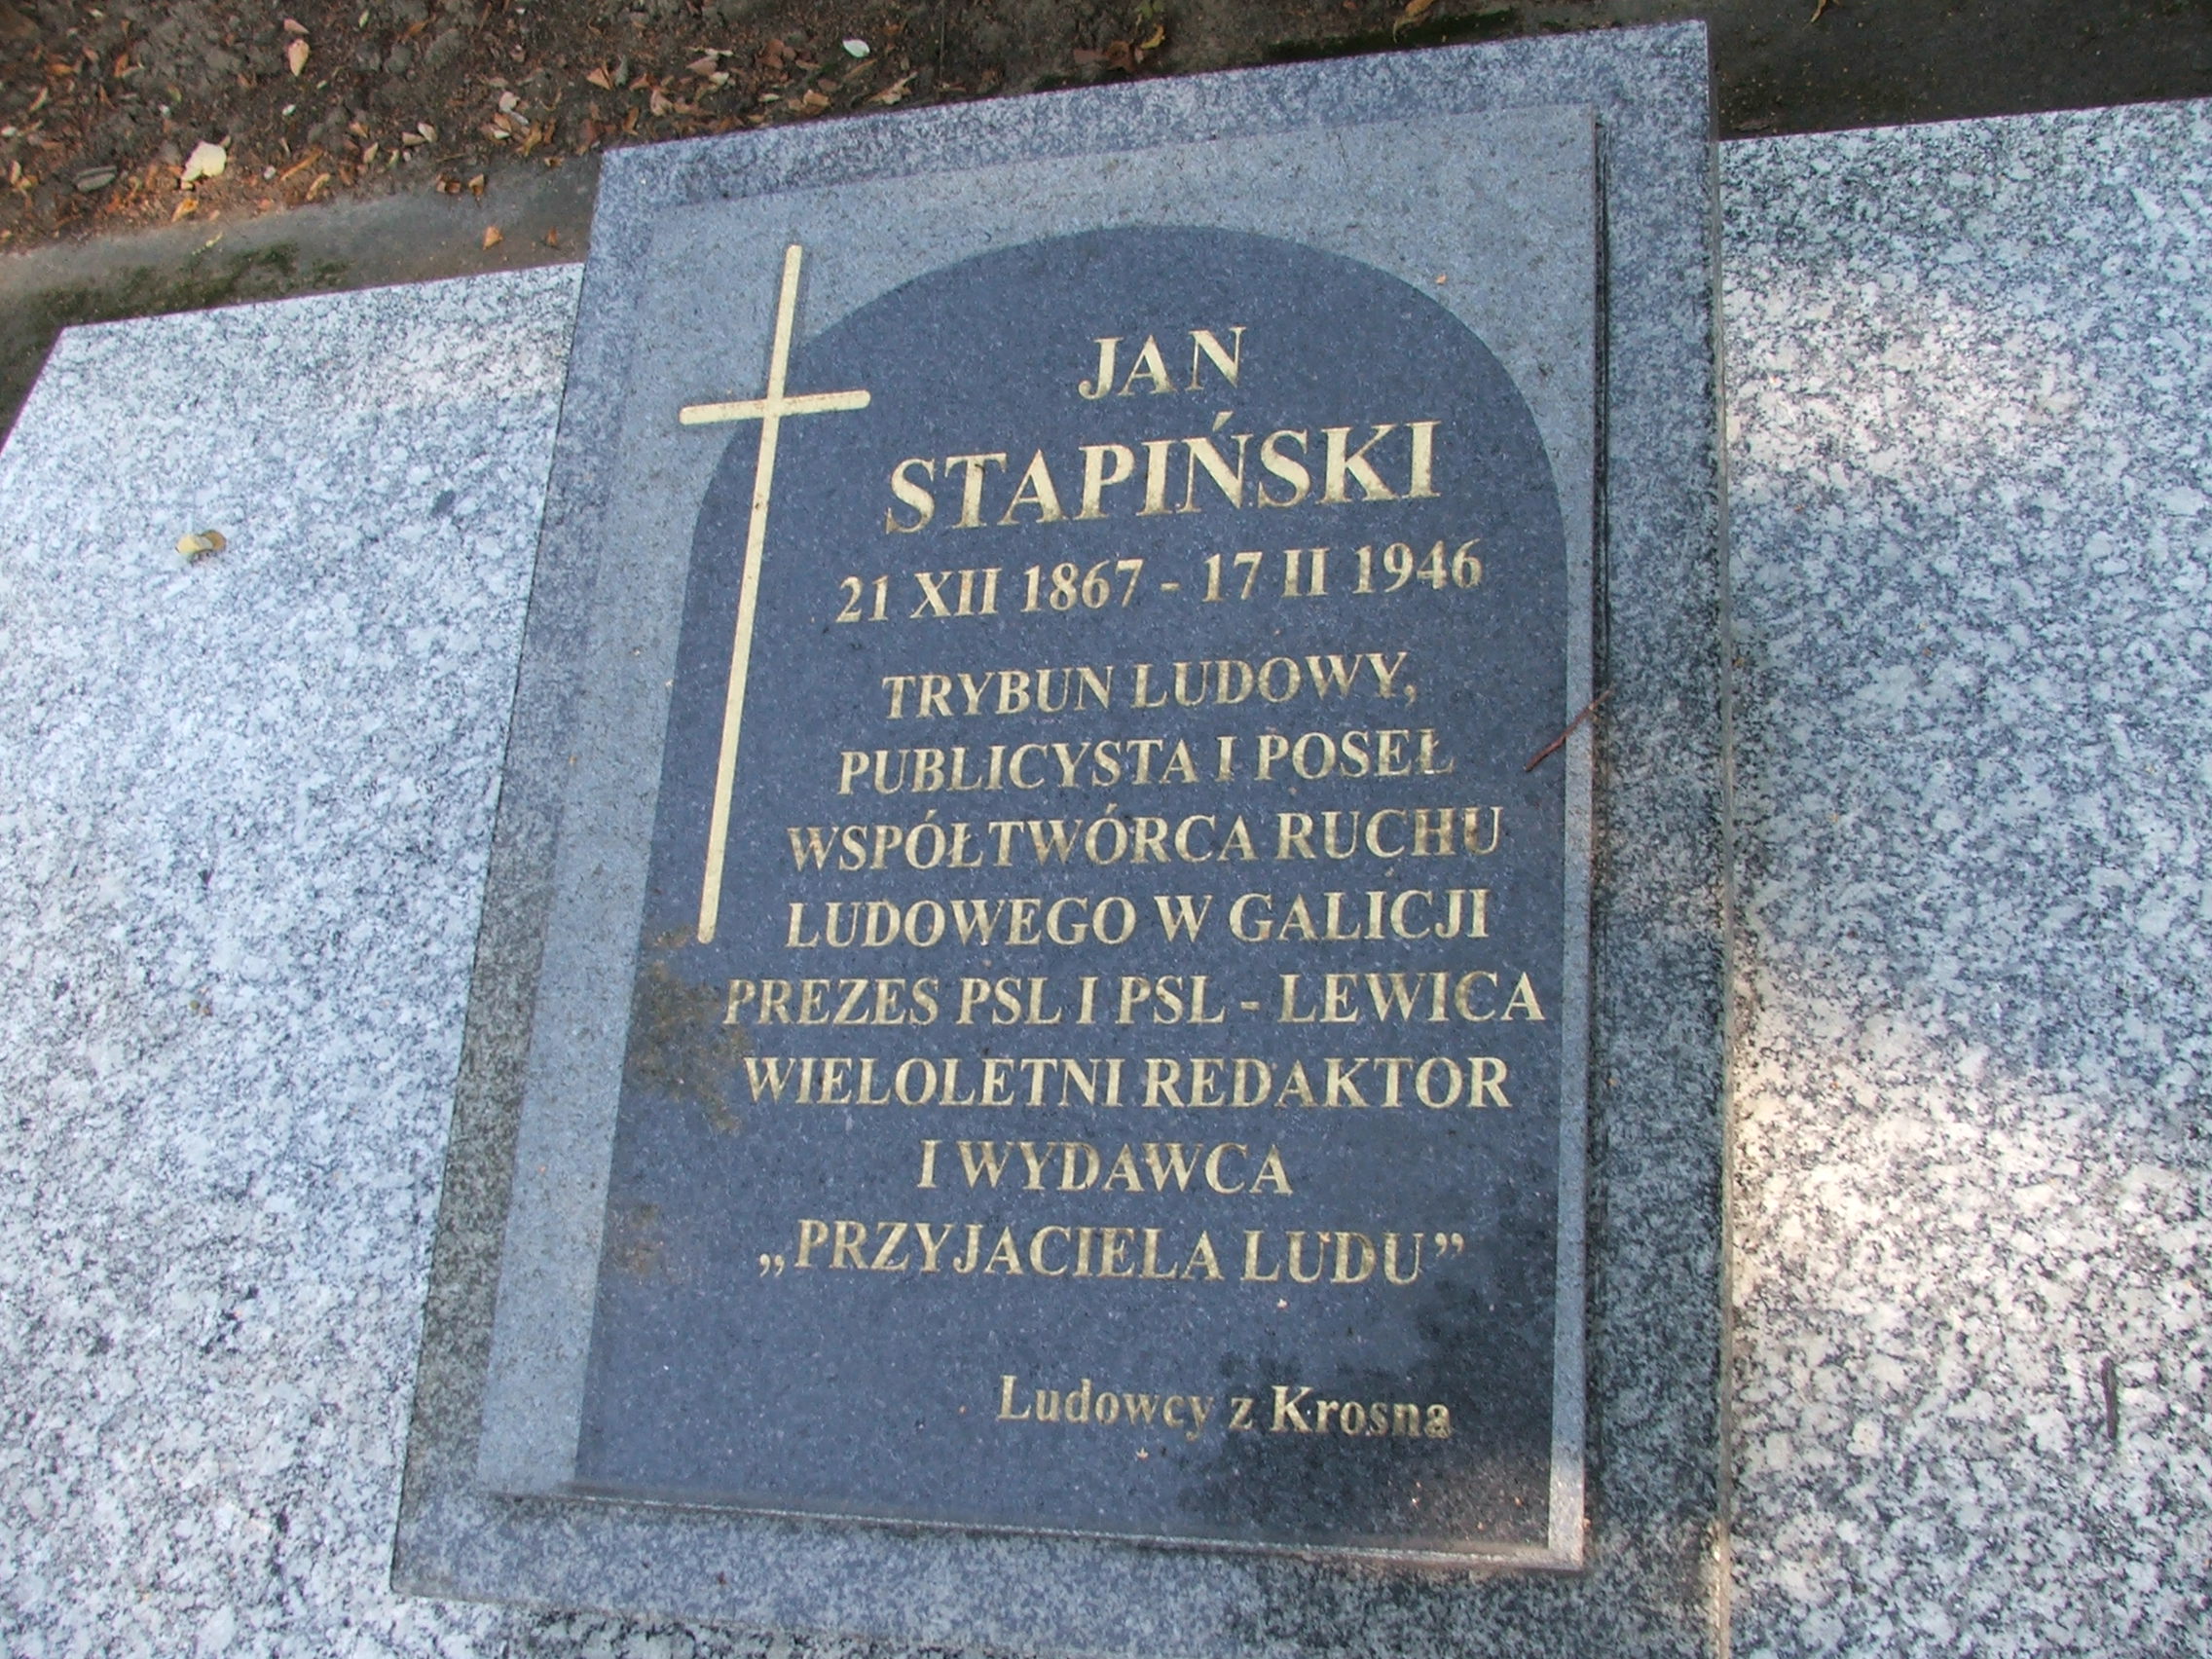 JAN
STAPIŃSKI
21 XII 1867 - 17 II 1946
TRYBUN LUDOWY,
PUBLICYSTA I POSEŁ
WSPÓŁTWÓRCA RUCHU
LUDOWEGO W GALICJI
PREZES PSL I PSL - LEWICA
WIELOLETNI REDAKTOR
I WYDAWCA
„PRZYJACIELA LUDU”
Ludowcy z Krosna